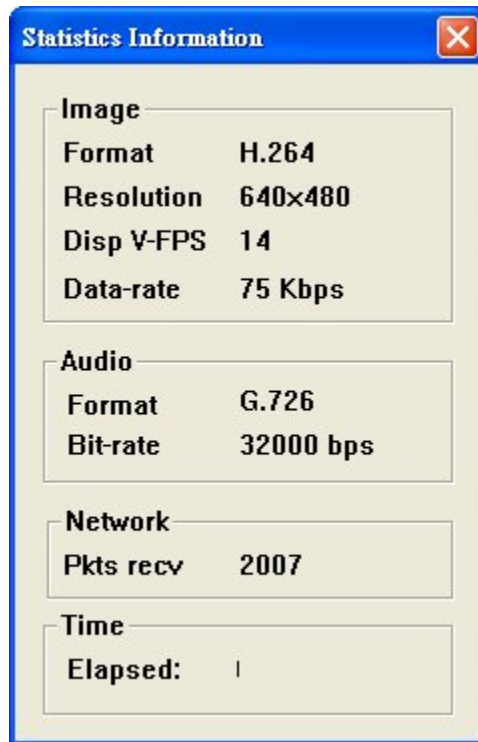 Statistics Information
Image
Format H.264
Resolution 640×480
Disp V-FPS 14
Data-rate 75 Kbps
Audio
Format G.726
Bit-rate 32000 bps
Network
Pkts recv 2007
Time
Elapsed: